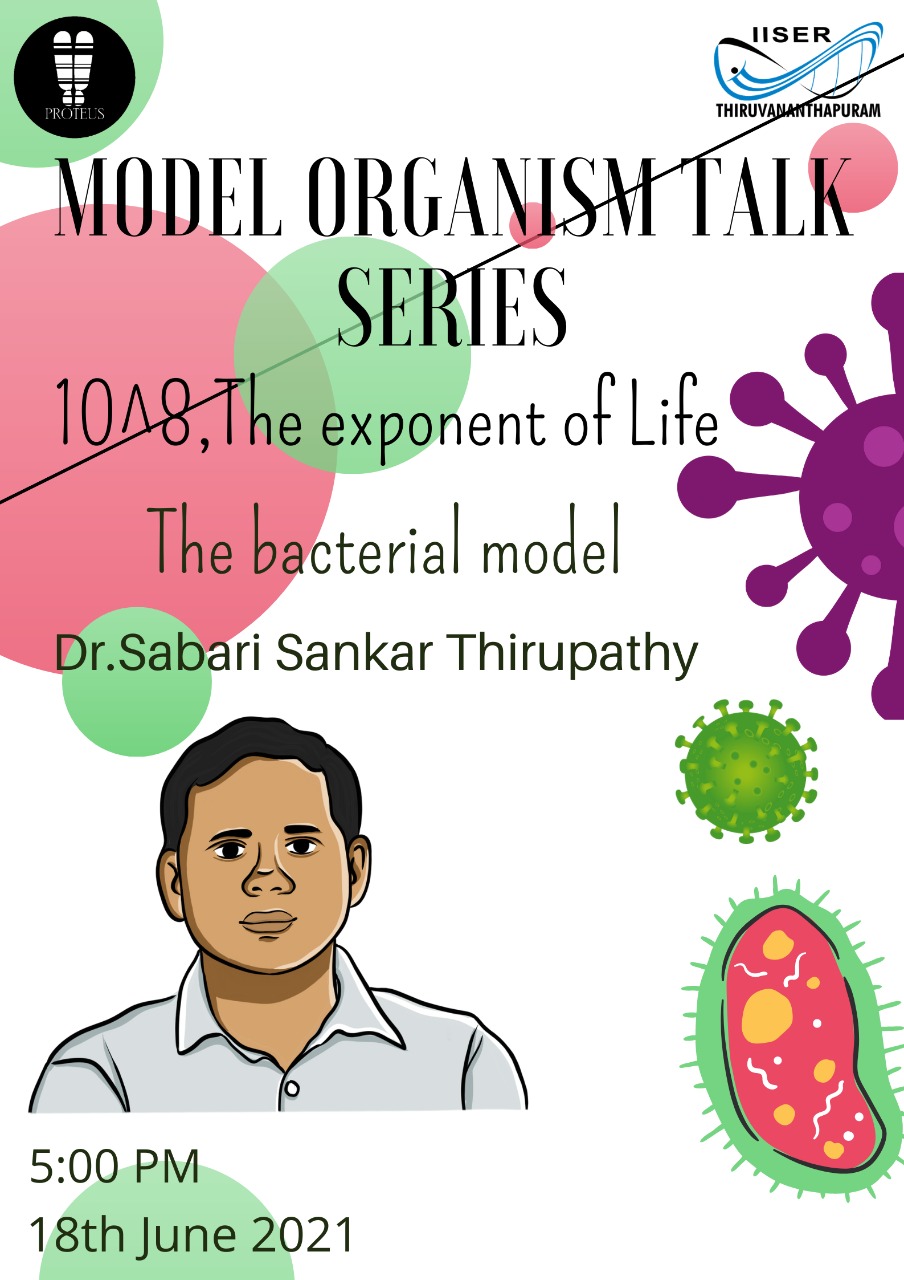 PROTEUS
IISER
THIRUVANANTHAPURAM
MODEL ORGANISM TALK
SERIES
10^8,The exponent of Life
The bacterial model
Dr.Sabari Sankar Thirupathy
5:00 PM
18th June 2021